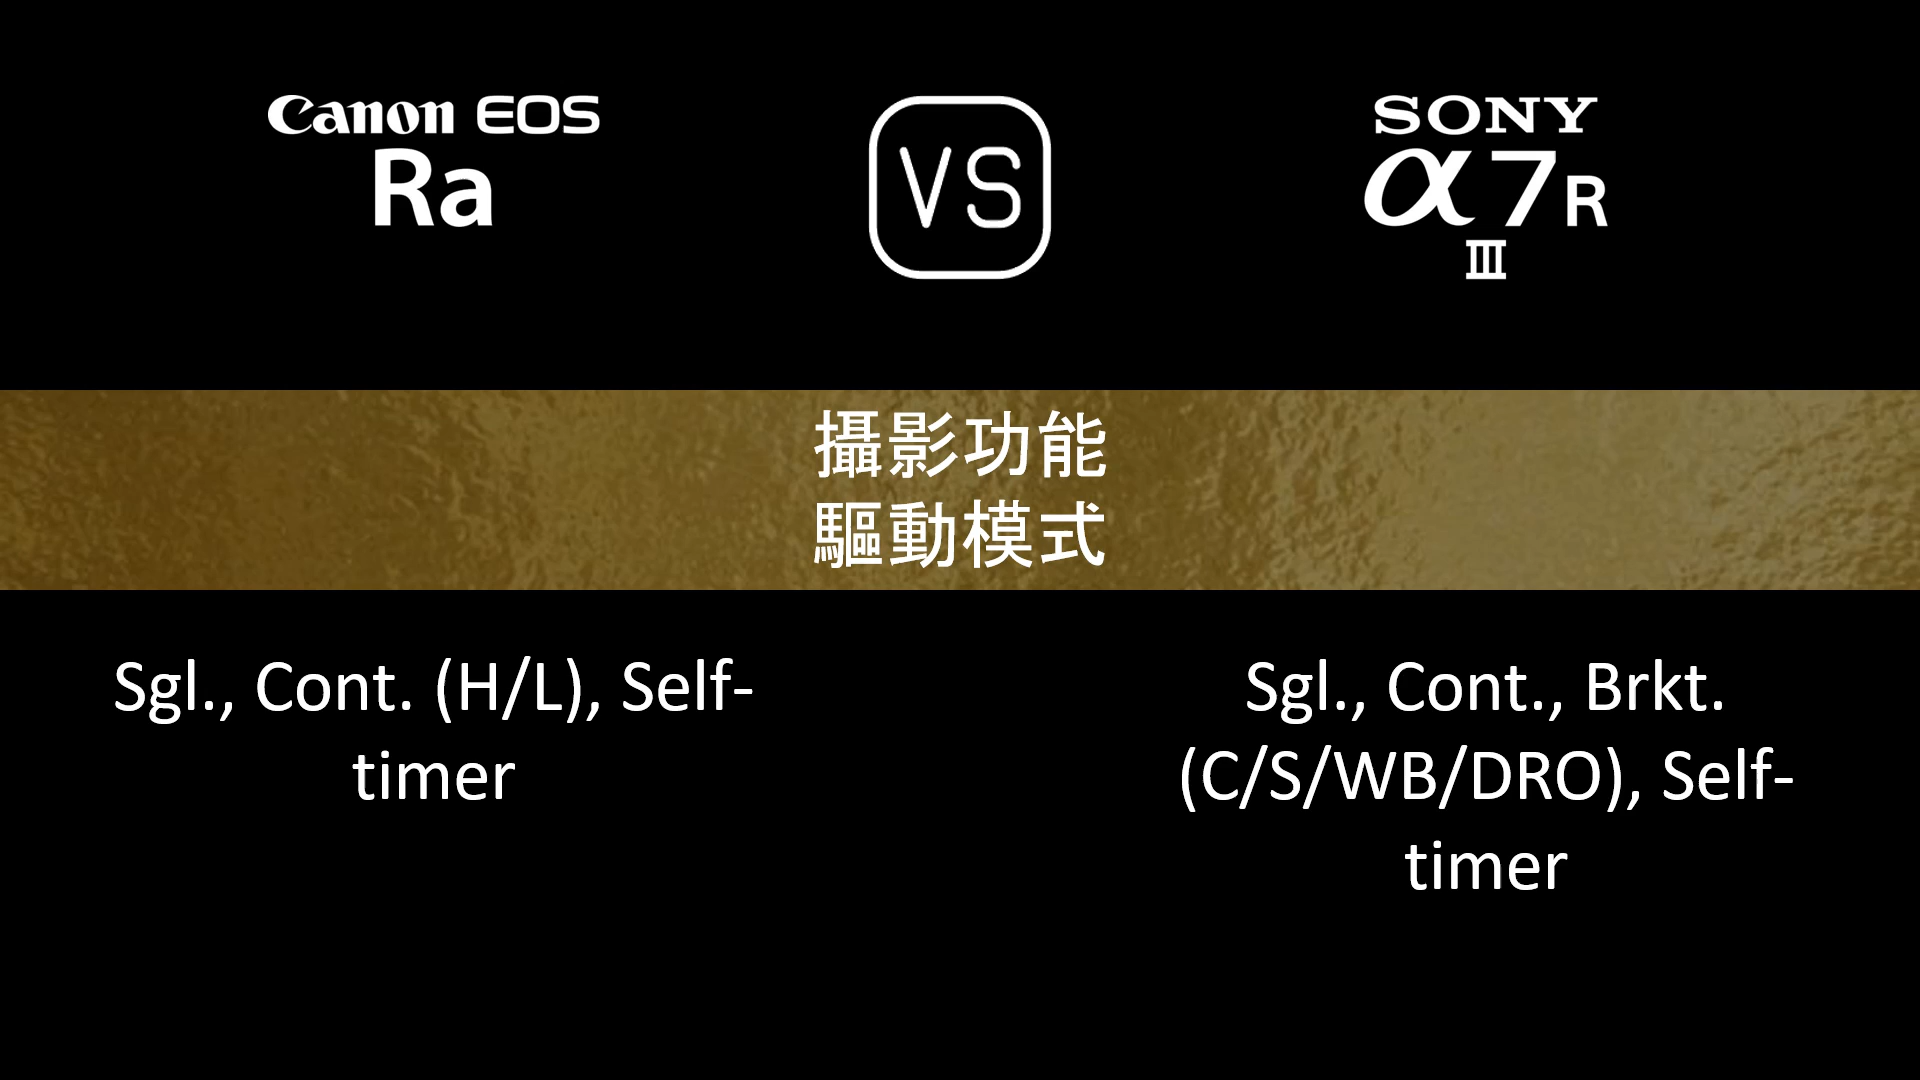 Canon EOS
Ra
VS
SONY
α7R
III
攝影功能
驅動模式
Sgl., Cont. (H/L), Self-
timer
Sgl., Cont., Brkt.
(C/S/WB/DRO), Self-
timer